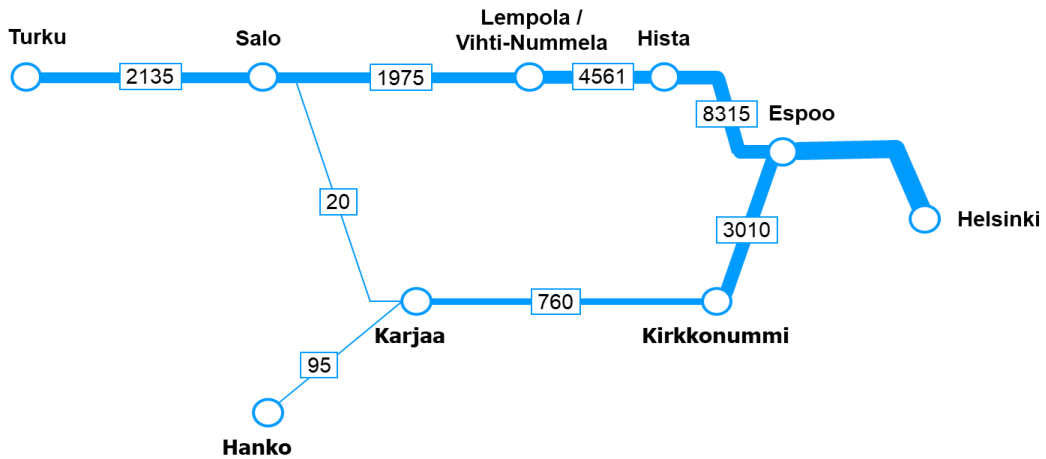 Turku
Salo
Lempola /
Vihti-Nummela
Hista
2135
1975
4561
8315
Espoo
20
3010
Helsinki
760
Karjaa
Kirkkonummi
95
Hanko